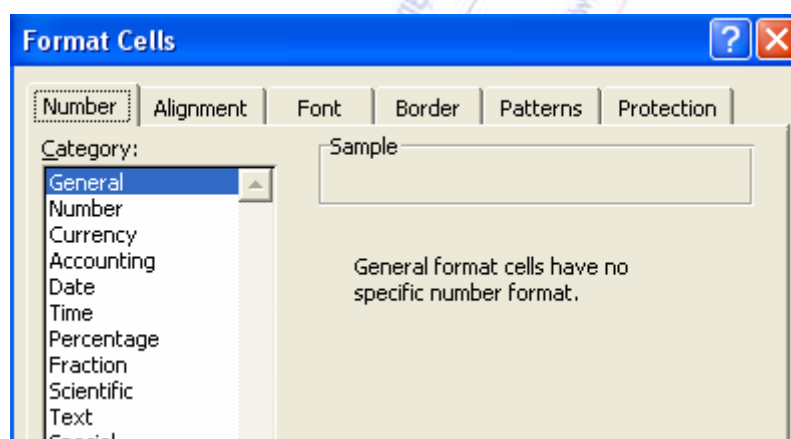 Format Cells
Number Alignment Font Border Patterns Protection
Category:
General
Number
Currency
Accounting
Date
Time
Percentage
Fraction
Scientific
Text
Sample
General format cells have no
specific number format.